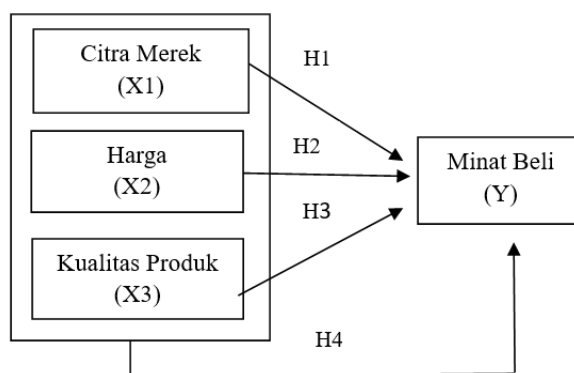 Citra Merek
(X1)
H1
Harga
(X2)
H2
Minat Beli
(Y)
H3
Kualitas Produk
(X3)
H4